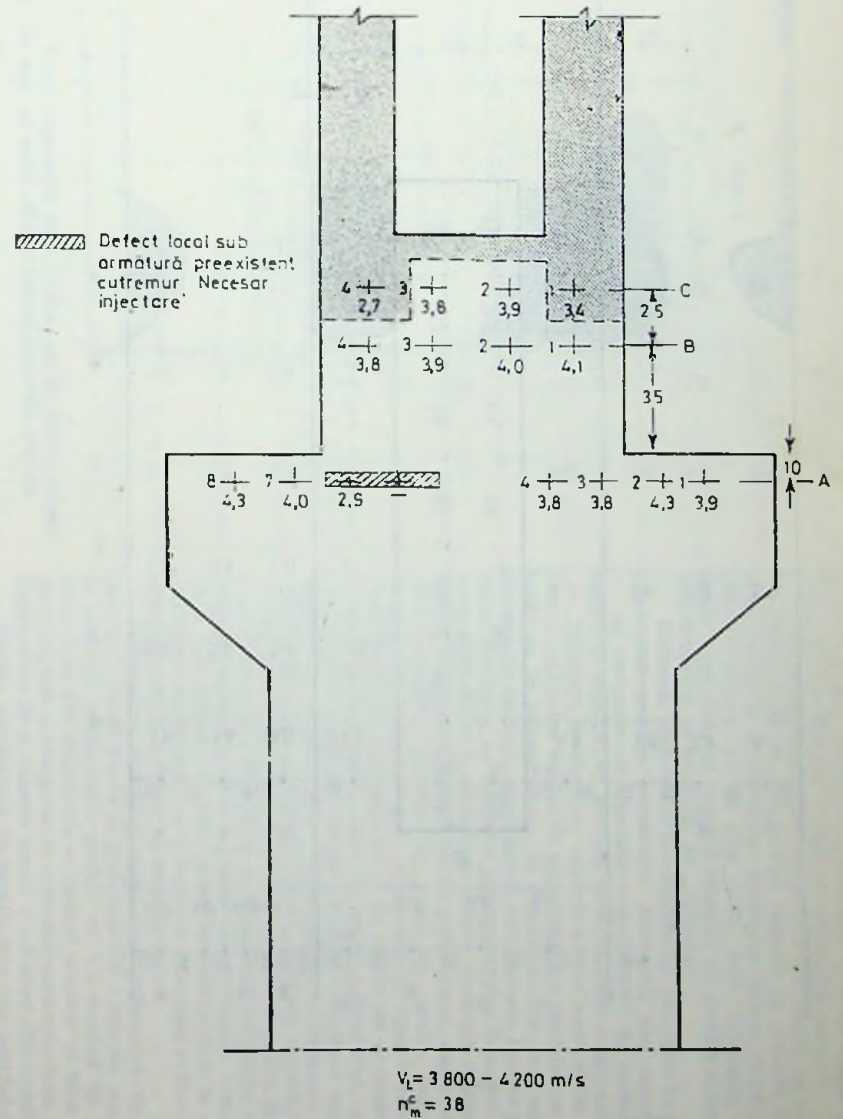 Defect local sub
armatură preexistent
cutremur Necesar
injectare'
4 3 2 1 C
2,7 3,8 3,9 3,4 25
4 3 2 1 B
3,8 3,9 4,0 4,1
35
10
8 7 4 3 2 1 A
4,3 4,0 2,9 3,8 3,8 4,3 3,9
V_L = 3 800 - 4 200 m/s
n_m^c = 38